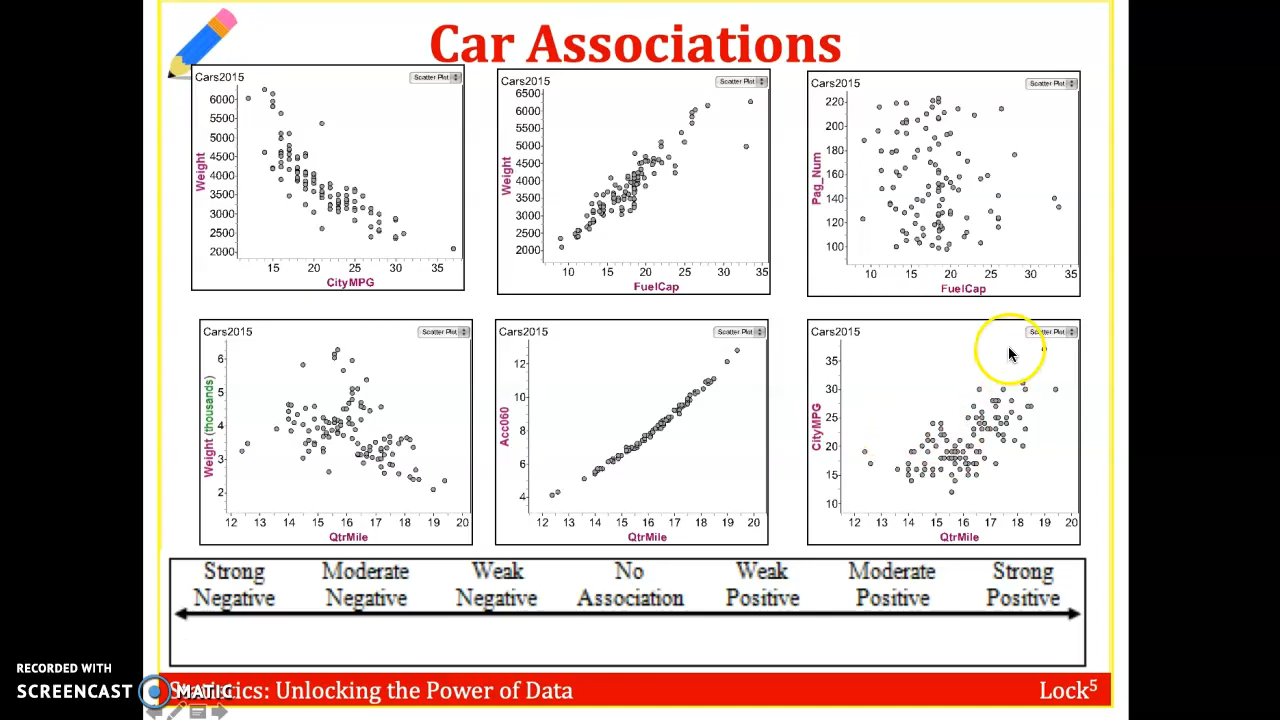 Car Associations
Cars2015
Scatter Plot
Weight
6000
5500
5000
4500
4000
3500
3000
2500
2000
15 20 25 30 35
CityMPG
Cars2015
Scatter Plot
Weight
6500
6000
5500
5000
4500
4000
3500
3000
2500
2000
10 15 20 25 30 35
FuelCap
Cars2015
Scatter Plot
Pag_Num
220
200
180
160
140
120
100
10 15 20 25 30 35
FuelCap
Cars2015
Scatter Plot
Weight (thousands)
6
5
4
3
2
12 13 14 15 16 17 18 19 20
QtrMile
Cars2015
Scatter Plot
Acc060
12
10
8
6
4
12 13 14 15 16 17 18 19 20
QtrMile
Cars2015
Scatter Plot
CityMPG
35
30
25
20
15
10
12 13 14 15 16 17 18 19 20
QtrMile
Strong Negative
Moderate Negative
Weak Negative
No Association
Weak Positive
Moderate Positive
Strong Positive
RECORDED WITH
SCREENCAST MATIC
: Unlocking the Power of Data
Lock5